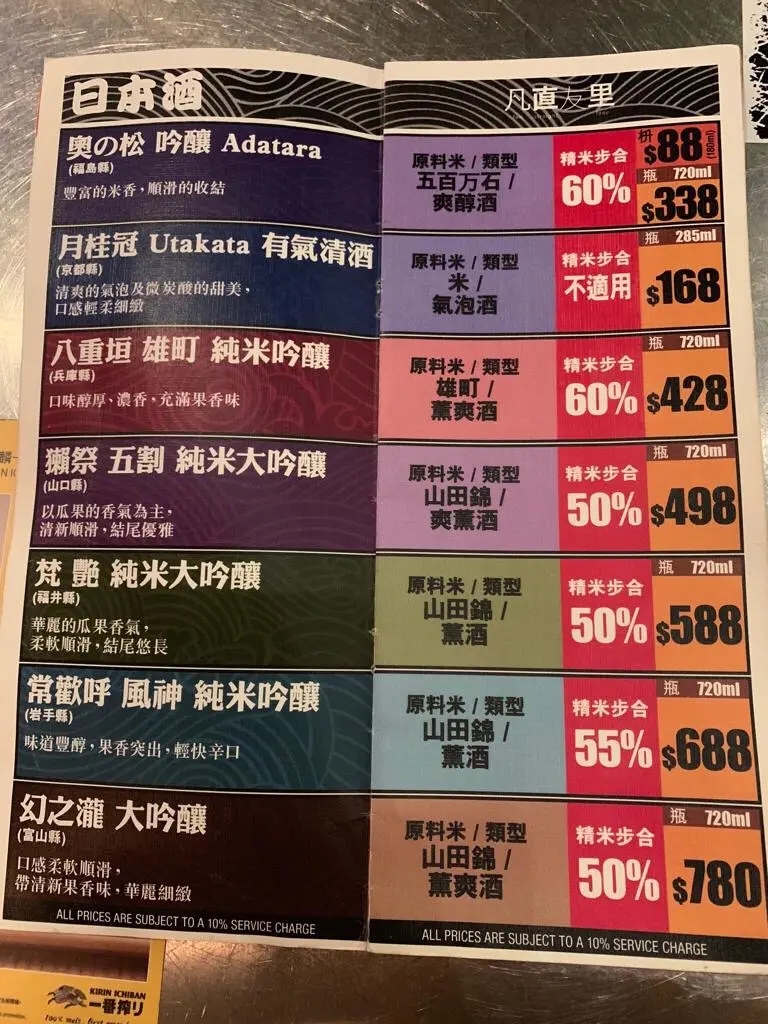 日本酒
凡直友里
奧の松 吟釀 Adatara
(福島縣)
豐富的米香，順滑的收結
原料米 / 類型
五百万石 /
爽醇酒
精米步合
60%
枡 $88 (180ml)
瓶 720ml
$338
月桂冠 Utakata 有氣清酒
(京都縣)
清爽的氣泡及微炭酸的甜美，
口感輕柔細緻
原料米 / 類型
米 /
氣泡酒
精米步合
不適用
瓶 285ml
$168
八重垣 雄町 純米吟釀
(兵庫縣)
口味醇厚、濃香，充滿果香味
原料米 / 類型
雄町 /
薰爽酒
精米步合
60%
瓶 720ml
$428
獺祭 五割 純米大吟釀
(山口縣)
以瓜果的香氣為主，
清新順滑，結尾優雅
原料米 / 類型
山田錦 /
爽薰酒
精米步合
50%
瓶 720ml
$498
梵 艷 純米大吟釀
(福井縣)
華麗的瓜果香氣，
柔軟順滑，結尾悠長
原料米 / 類型
山田錦 /
薰酒
精米步合
50%
瓶 720ml
$588
常歡呼 風神 純米吟釀
(岩手縣)
味道豐醇，果香突出，輕快辛口
原料米 / 類型
山田錦 /
薰酒
精米步合
55%
瓶 720ml
$688
幻之瀧 大吟釀
(富山縣)
口感柔軟順滑，
帶清新果香味，華麗細緻
原料米 / 類型
山田錦 /
薰爽酒
精米步合
50%
瓶 720ml
$780
ALL PRICES ARE SUBJECT TO A 10% SERVICE CHARGE
ALL PRICES ARE SUBJECT TO A 10% SERVICE CHARGE
KIRIN ICHIBAN
一番搾り